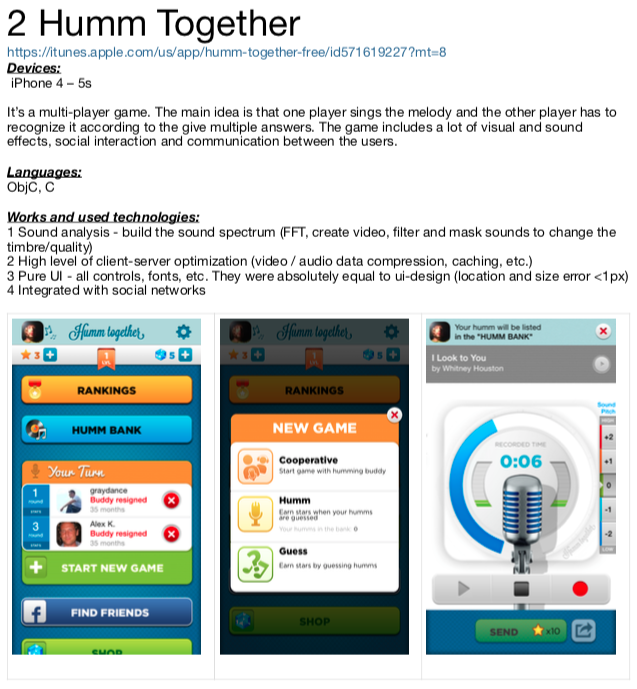 2 Humm Together
https://itunes.apple.com/us/app/humm-together-free/id571619227?mt=8
Devices:
iPhone 4 – 5s
It's a multi-player game. The main idea is that one player sings the melody and the other player has to
recognize it according to the give multiple answers. The game includes a lot of visual and sound
effects, social interaction and communication between the users.
Languages:
ObjC, C
Works and used technologies:
1 Sound analysis - build the sound spectrum (FFT, create video, filter and mask sounds to change the
timbre/quality)
2 High level of client-server optimization (video / audio data compression, caching, etc.)
3 Pure UI - all controls, fonts, etc. They were absolutely equal to ui-design (location and size error <1px)
4 Integrated with social networks
Humm together
3
1
5
RANKINGS
HUMM BANK
Your Turn
1
round
graydance
Buddy resigned
35 months
3
round
Alex K.
Buddy resigned
35 months
START NEW GAME
FIND FRIENDS
SHOP
Humm together
3
1
5
RANKINGS
NEW GAME
Cooperative
Start game with humming buddy
Humm
Earn stars when your humms
are guessed
Your humms in the bank: 0
Guess
Earn stars by guessing humms
SHOP
Your humm will be listed
in the "HUMM BANK"
I Look to You
by Whitney Houston
Sound
Pitch
HIGH
+2
+1
0
-1
-2
LOW
RECORDED TIME
0:06
SEND
x10